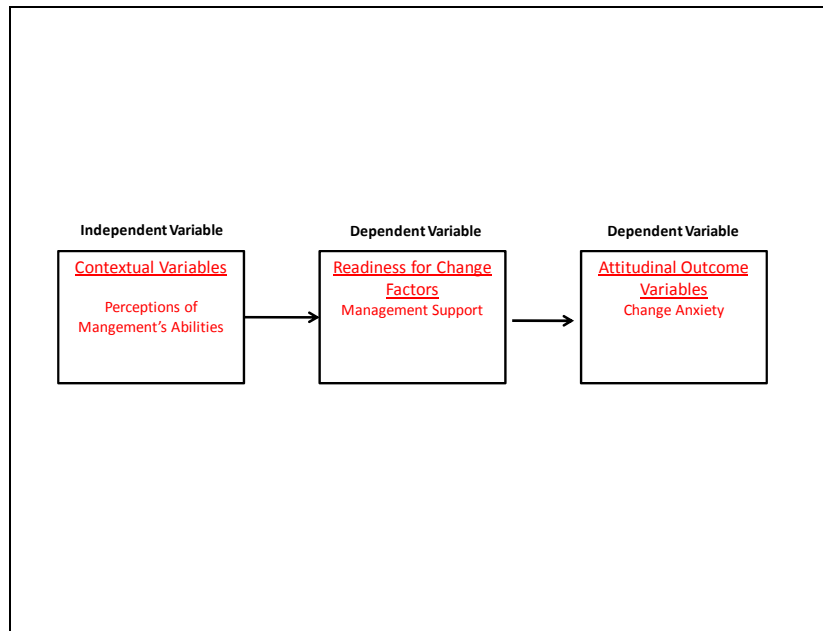 Independent Variable
Contextual Variables
Perceptions of
Mangement's Abilities
Dependent Variable
Readiness for Change
Factors
Management Support
Dependent Variable
Attitudinal Outcome
Variables
Change Anxiety